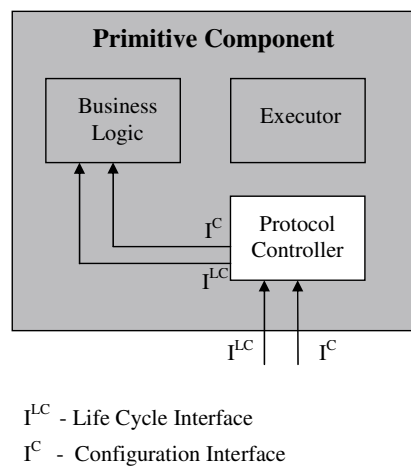 Primitive Component
Business
Logic
Executor
I^C
Protocol
Controller
I^LC
I^LC I^C
I^LC - Life Cycle Interface
I^C - Configuration Interface